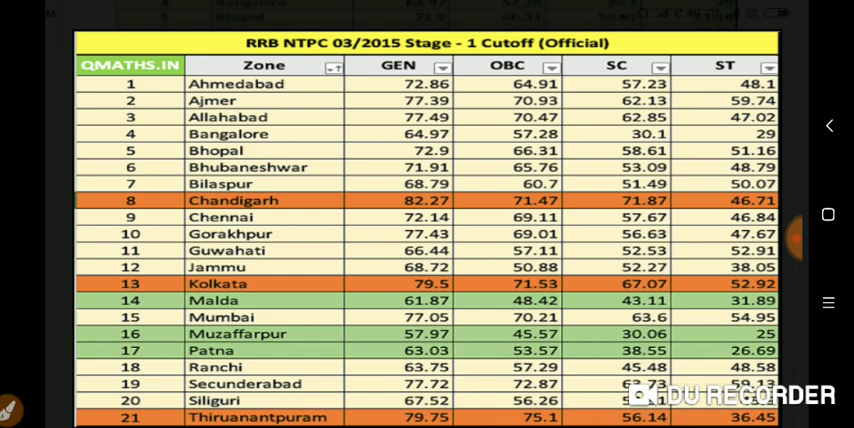 RRB NTPC 03/2015 Stage - 1 Cutoff (Official)
QMATHS.IN Zone GEN OBC SC ST
1 Ahmedabad 72.86 64.91 57.23 48.1
2 Ajmer 77.39 70.93 62.13 59.74
3 Allahabad 77.49 70.47 62.85 47.02
4 Bangalore 64.97 57.28 30.1 29
5 Bhopal 72.9 66.31 58.61 51.16
6 Bhubaneshwar 71.91 65.76 53.09 48.79
7 Bilaspur 68.79 60.7 51.49 50.07
8 Chandigarh 82.27 71.47 71.87 46.71
9 Chennai 72.14 69.11 57.67 46.84
10 Gorakhpur 77.43 69.01 56.63 47.67
11 Guwahati 66.44 57.11 52.53 52.91
12 Jammu 68.72 50.88 52.27 38.05
13 Kolkata 79.5 71.53 67.07 52.92
14 Malda 61.87 48.42 43.11 31.89
15 Mumbai 77.05 70.21 63.6 54.95
16 Muzaffarpur 57.97 45.57 30.06 25
17 Patna 63.03 53.57 38.55 26.69
18 Ranchi 63.75 57.29 45.48 48.58
19 Secunderabad 77.72 72.87 63.73 59.13
20 Siliguri 67.52 56.26
21 Thiruanantpuram 79.75 75.1 56.14 36.45
DU RECORDER